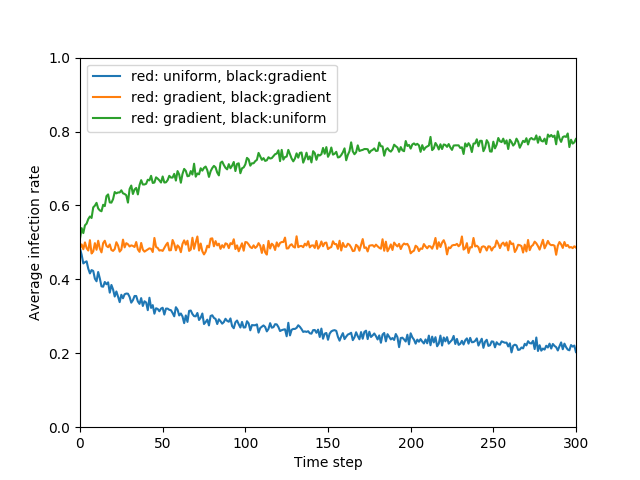 1.0
0.8
0.6
0.4
0.2
0.0
0
50
100
150
200
250
300
Average infection rate
Time step
red: uniform, black:gradient
red: gradient, black:gradient
red: gradient, black:uniform